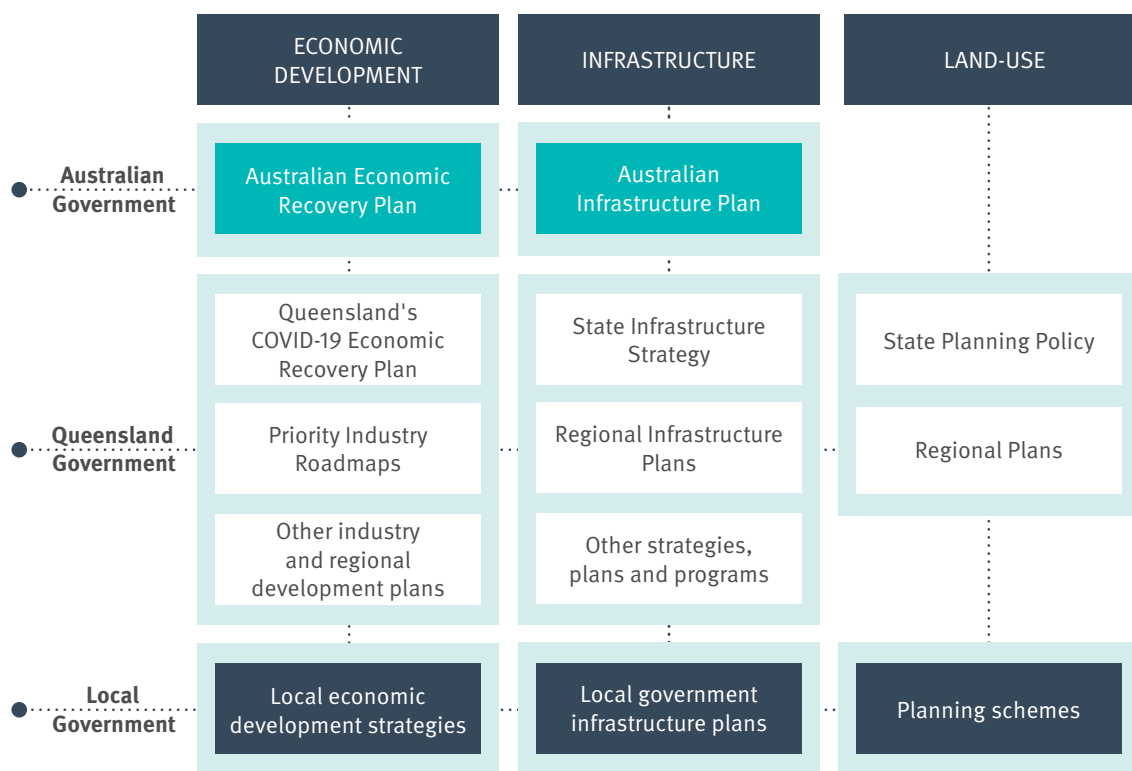 ECONOMIC
DEVELOPMENT
INFRASTRUCTURE
LAND-USE
Australian
Government
Australian Economic
Recovery Plan
Australian
Infrastructure Plan
Queensland
Government
Queensland's
COVID-19 Economic
Recovery Plan
State Infrastructure
Strategy
State Planning Policy
Priority Industry
Roadmaps
Regional Infrastructure
Plans
Regional Plans
Other industry
and regional
development plans
Other strategies,
plans and programs
Local
Government
Local economic
development strategies
Local government
infrastructure plans
Planning schemes